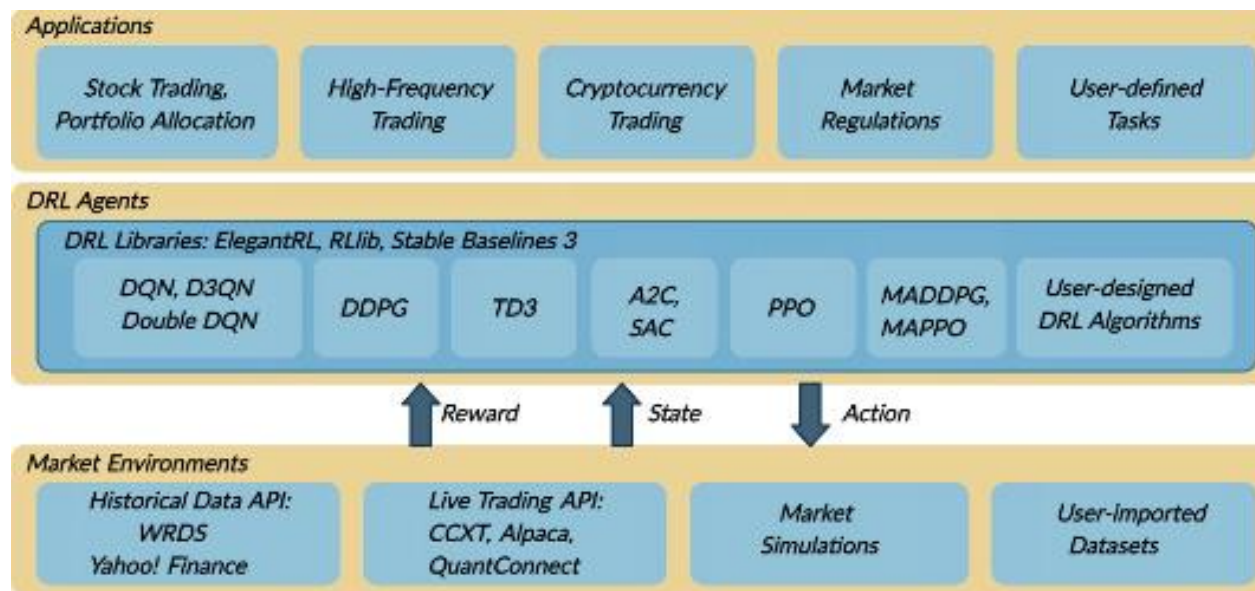 Applications
Stock Trading,
Portfolio Allocation
High-Frequency
Trading
Cryptocurrency
Trading
Market
Regulations
User-defined
Tasks
DRL Agents
DRL Libraries: ElegantRL, RLlib, Stable Baselines 3
DQN, D3QN
Double DQN
DDPG
TD3
A2C,
SAC
PPO
MADDPG,
MAPPO
User-designed
DRL Algorithms
Reward
State
Action
Market Environments
Historical Data API:
WRDS
Yahoo! Finance
Live Trading API:
CCXT, Alpaca,
QuantConnect
Market
Simulations
User-imported
Datasets